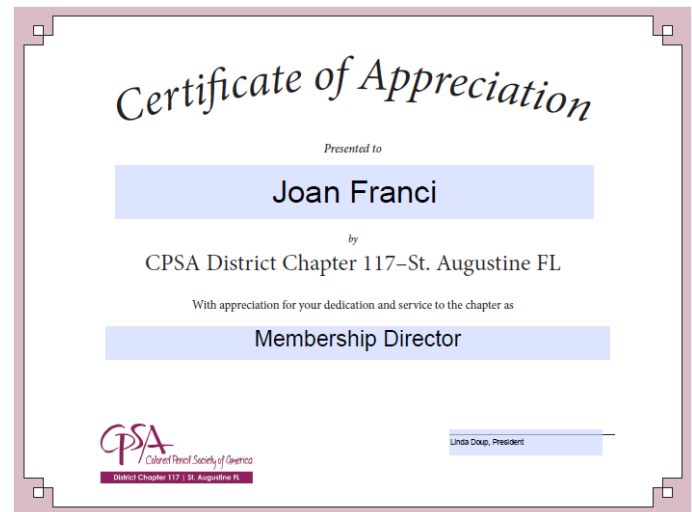 Certificate of Appreciation
Presented to
Joan Franci
by
CPSA District Chapter 117–St. Augustine FL
With appreciation for your dedication and service to the chapter as
Membership Director
Linda Doup, President
CPSA
Colored Pencil Society of America
District Chapter 117 | St. Augustine FL